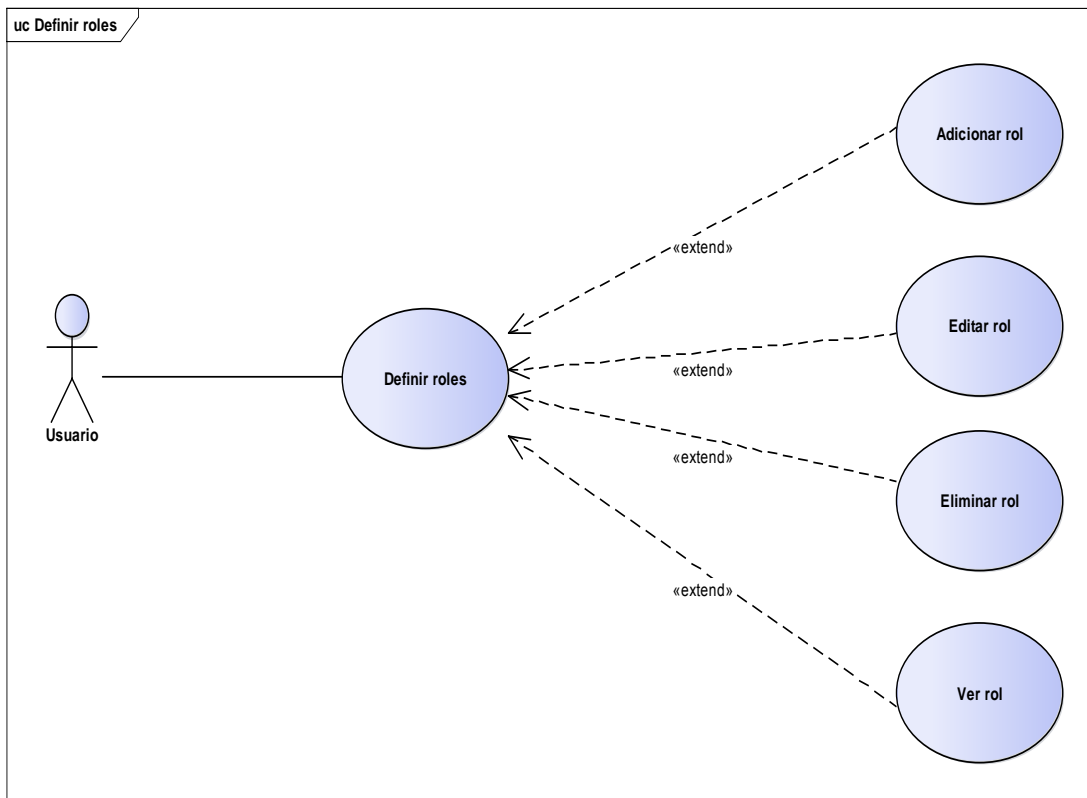 uc Definir roles
Adicionar rol
«extend»
Editar rol
«extend»
Definir roles
Usuario
«extend»
Eliminar rol
«extend»
Ver rol